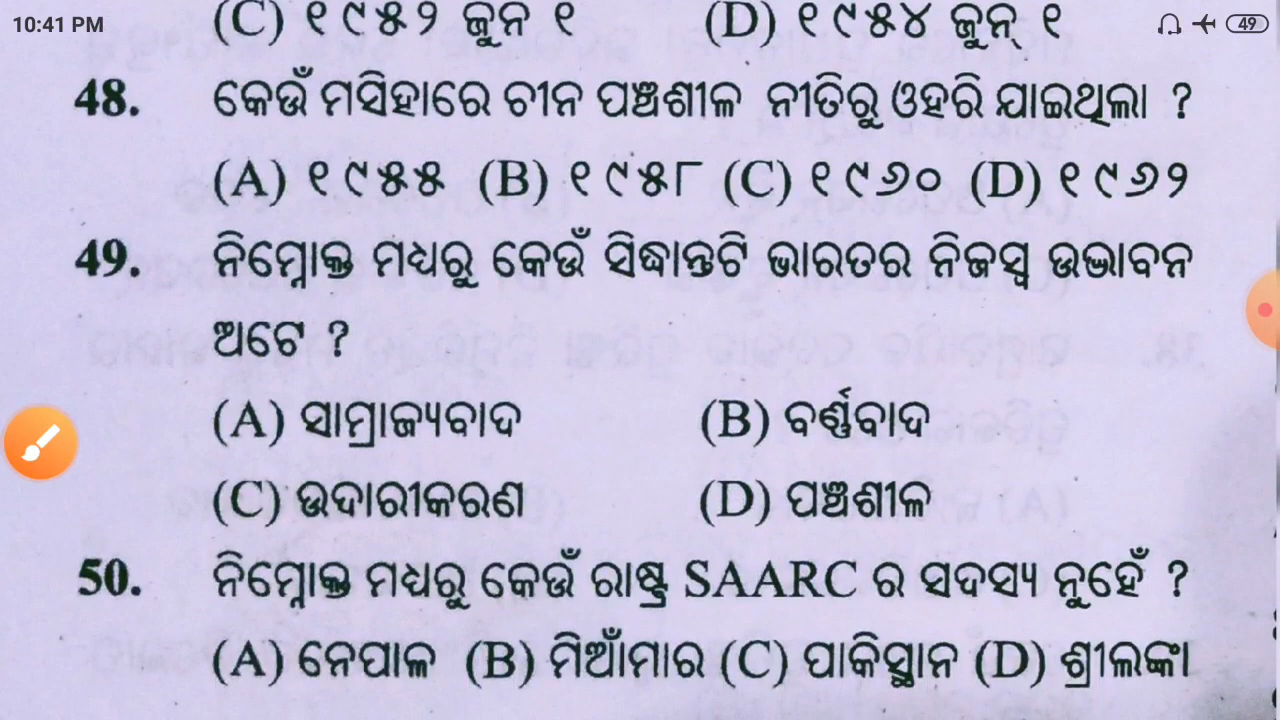 10:41 PM
49
(C) ୧୯୫୨ ଜୁନ ୧ (D) ୧୯୫୪ ଜୁନ୍ ୧
48. କେଉଁ ମସିହାରେ ଚୀନ ପଞ୍ଚଶୀଳ ନୀତିରୁ ଓହରି ଯାଇଥିଲା ?
(A) ୧୯୫୫ (B) ୧୯୫୮ (C) ୧୯୬୦ (D) ୧୯୬୨
49. ନିମ୍ନୋକ୍ତ ମଧ୍ୟରୁ କେଉଁ ସିଦ୍ଧାନ୍ତଟି ଭାରତର ନିଜସ୍ୱ ଉଦ୍ଭାବନ
ଅଟେ ?
(A) ସାମ୍ରାଜ୍ୟବାଦ (B) ବର୍ଣ୍ଣବାଦ
(C) ଉଦାରୀକରଣ (D) ପଞ୍ଚଶୀଳ
50. ନିମ୍ନୋକ୍ତ ମଧ୍ୟରୁ କେଉଁ ରାଷ୍ଟ୍ର SAARC ର ସଦସ୍ୟ ନୁହେଁ ?
(A) ନେପାଳ (B) ମିଆଁମାର (C) ପାକିସ୍ଥାନ (D) ଶ୍ରୀଲଙ୍କା